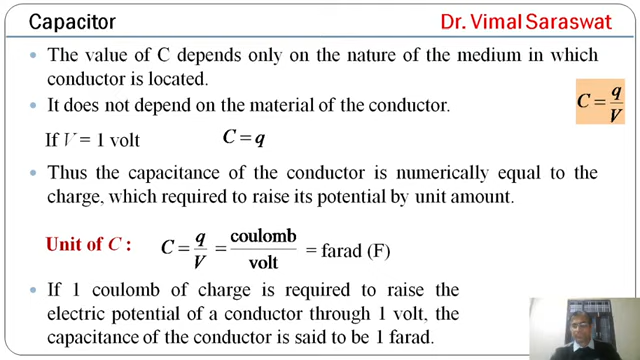 Capacitor
Dr. Vimal Saraswat
The value of C depends only on the nature of the medium in which
conductor is located.
It does not depend on the material of the conductor.
C = q/V
If V = 1 volt
C = q
Thus the capacitance of the conductor is numerically equal to the
charge, which required to raise its potential by unit amount.
Unit of C : C = q/V = coulomb/volt = farad (F)
If 1 coulomb of charge is required to raise the
electric potential of a conductor through 1 volt, the
capacitance of the conductor is said to be 1 farad.